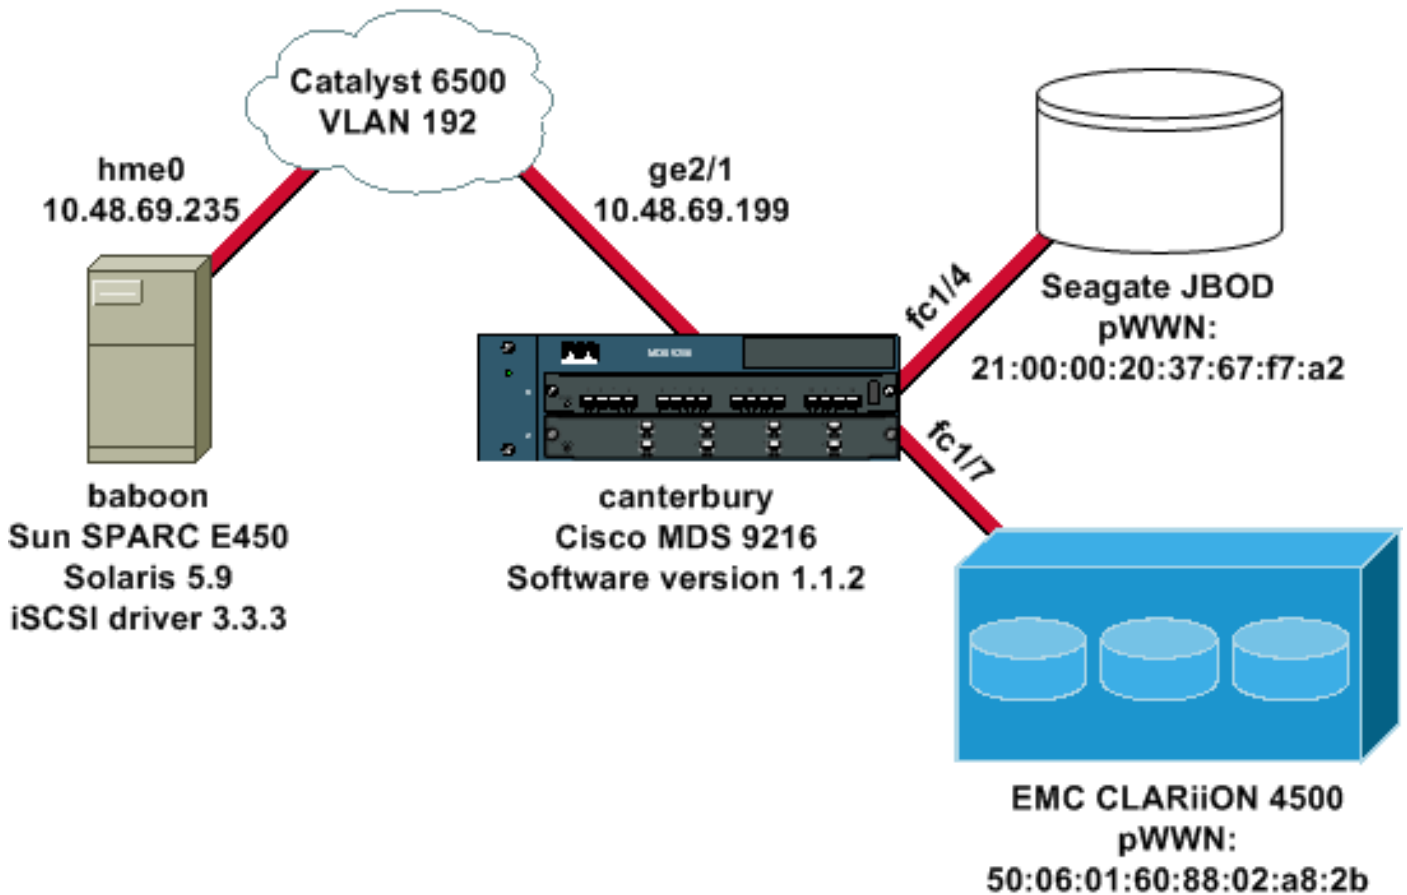 Catalyst 6500
VLAN 192
hme0
10.48.69.235
ge2/1
10.48.69.199
fc1/4
Seagate JBOD
pWWN:
21:00:00:20:37:67:f7:a2
fc1/7
baboon
Sun SPARC E450
Solaris 5.9
iSCSI driver 3.3.3
canterbury
Cisco MDS 9216
Software version 1.1.2
EMC CLARiiON 4500
pWWN:
50:06:01:60:88:02:a8:2b